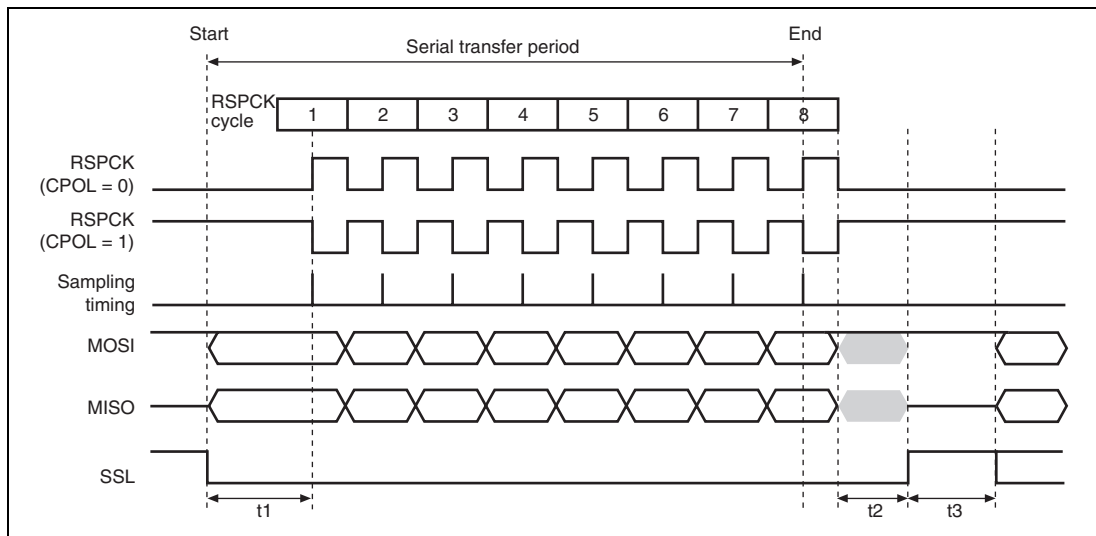 Start
End
Serial transfer period
RSPCK
cycle
1 2 3 4 5 6 7 8
RSPCK
(CPOL = 0)
RSPCK
(CPOL = 1)
Sampling
timing
MOSI
MISO
SSL
t1
t2
t3